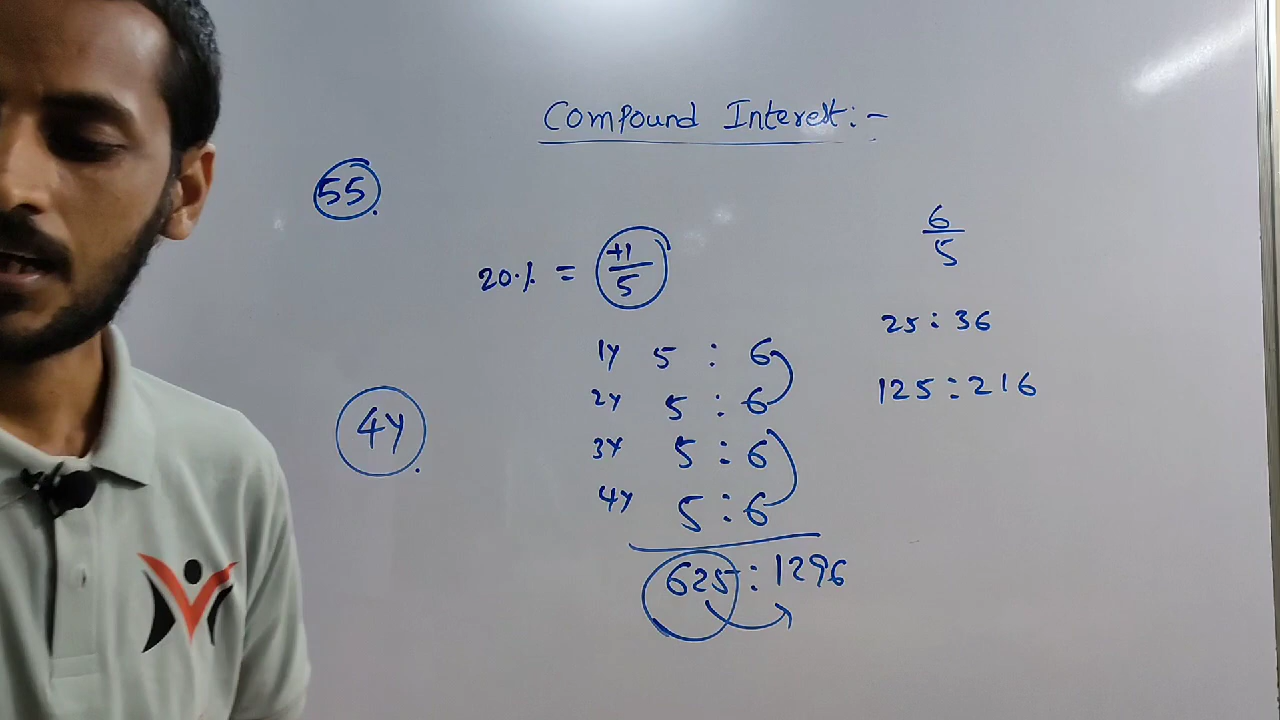 Compound Interest:-
55.
20% = +1/5
6/5
1y 5 : 6
25 : 36
2y 5 : 6
125 : 216
3y 5 : 6
4y.
4y 5 : 6
625 : 1296